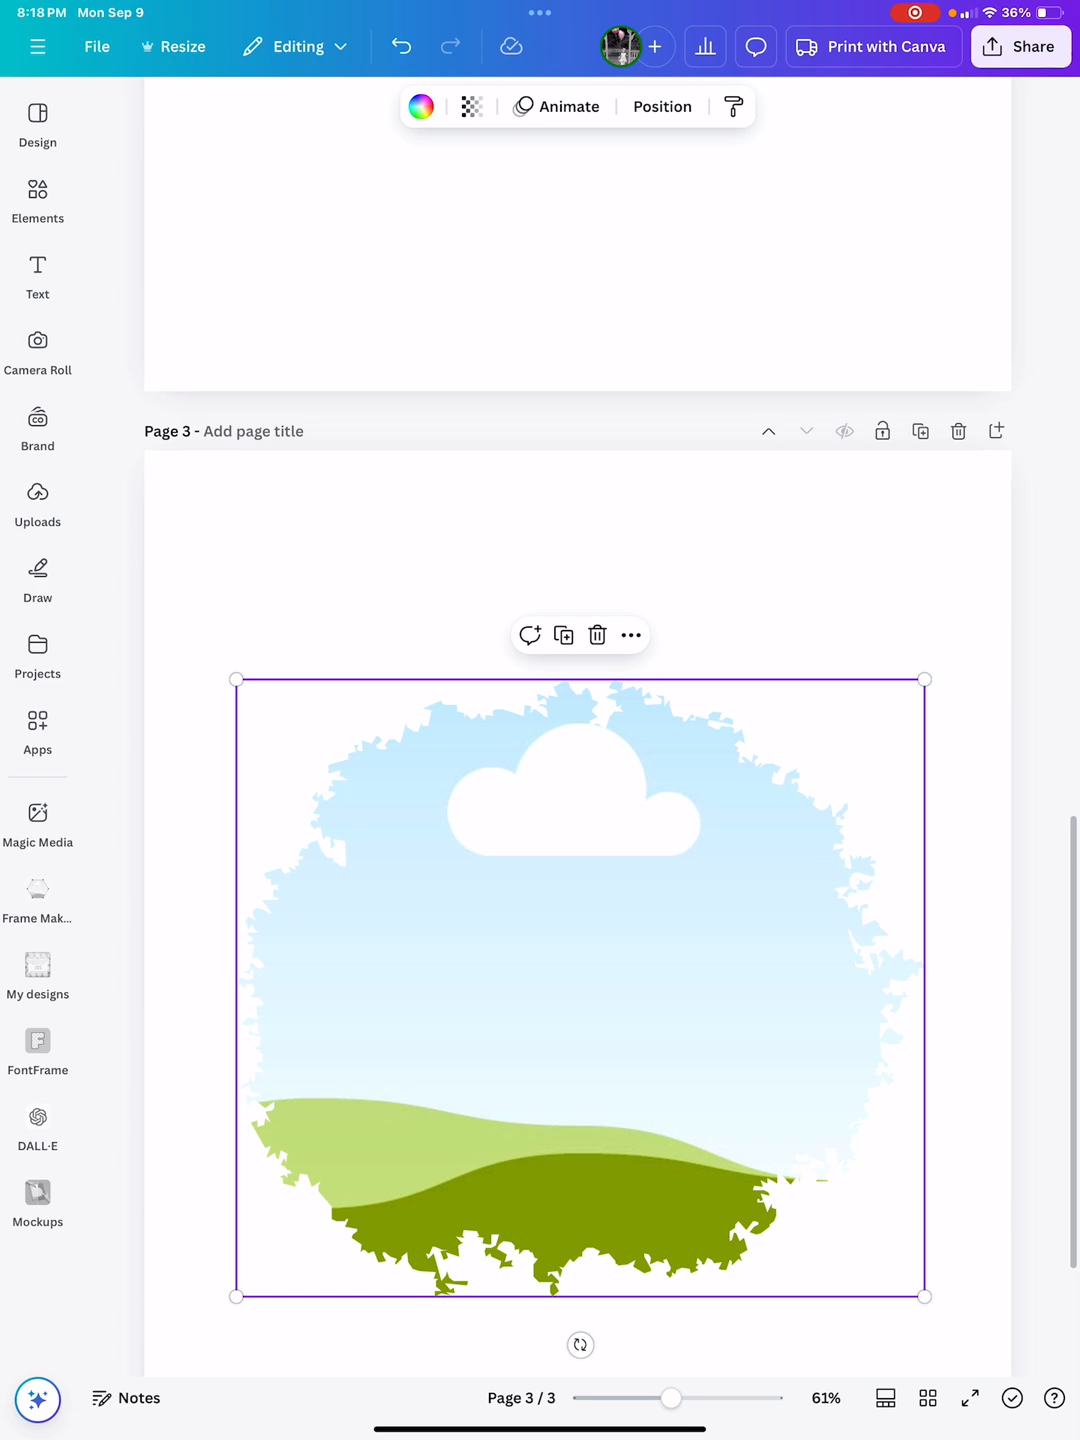 8:18 PM Mon Sep 9
36%
File
Resize
Editing
Print with Canva
Share
Animate
Position
Design
Elements
Text
Camera Roll
Brand
Uploads
Draw
Projects
Apps
Magic Media
Frame Mak...
My designs
FontFrame
DALL·E
Mockups
Page 3 - Add page title
Notes
Page 3 / 3
61%